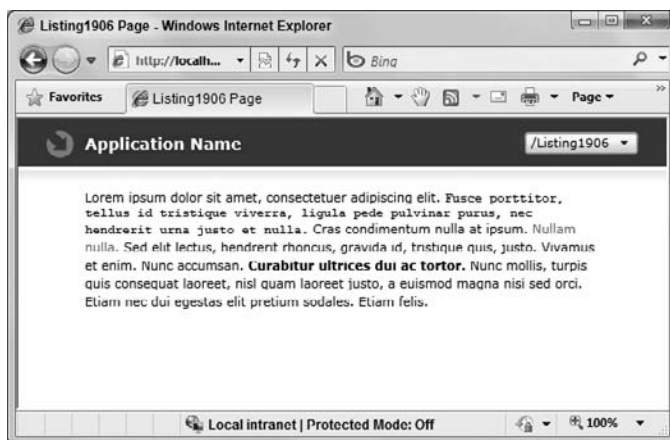 Listing1906 Page - Windows Internet Explorer
http://localh... Bing
Favorites Listing1906 Page Page
Application Name /Listing1906
Lorem ipsum dolor sit amet, consectetuer adipiscing elit. Fusce porttitor,
tellus id tristique viverra, ligula pede pulvinar purus, nec
hendrerit urna justo et nulla. Cras condimentum nulla at ipsum. Nullam
nulla. Sed elit lectus, hendrerit rhoncus, gravida id, tristique quis, justo. Vivamus
et enim. Nunc accumsan. Curabitur ultrices dui ac tortor. Nunc mollis, turpis
quis consequat laoreet, nisl quam laoreet justo, a euismod magna nisi sed orci.
Etiam nec dui egestas elit pretium sodales. Etiam felis.
Local intranet | Protected Mode: Off 100%